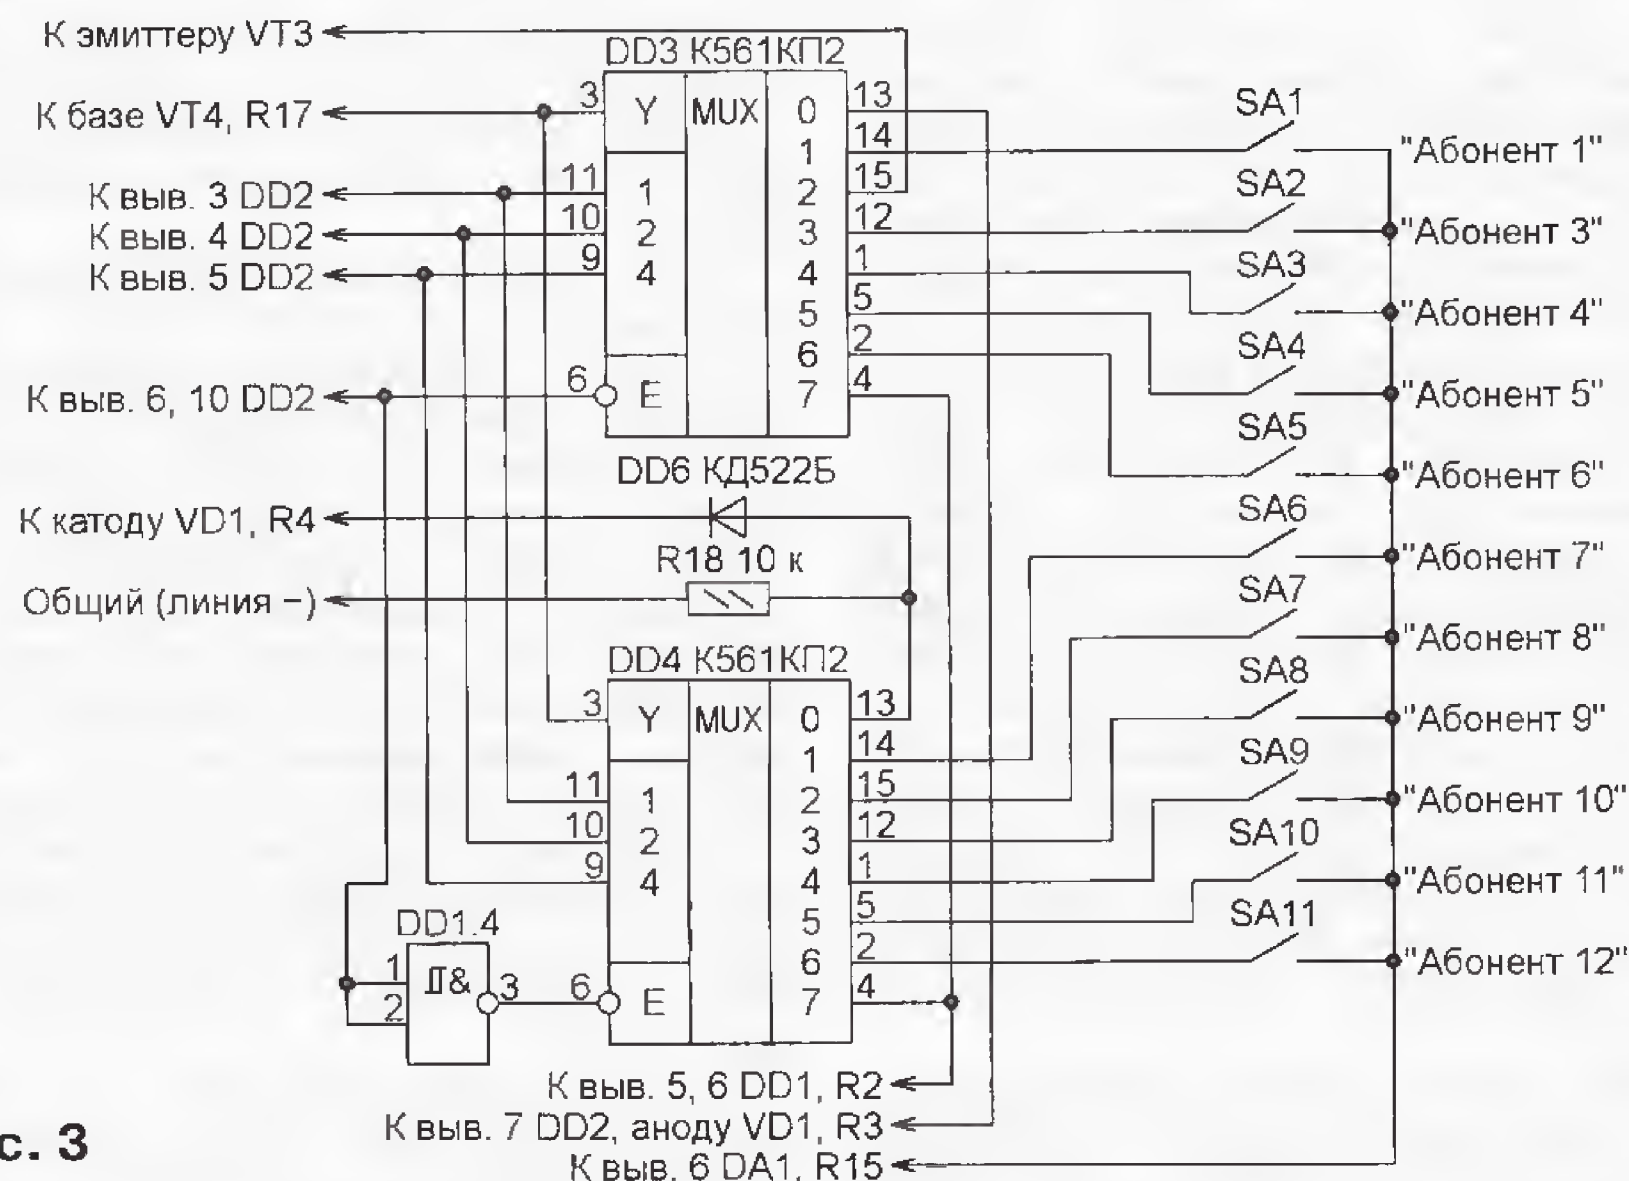 К эмиттеру VT3
DD3 К561КП2
К базе VT4, R17
3 Y MUX 0 13
1 14
К выв. 3 DD2
11 1 2 15
К выв. 4 DD2
10 2 3 12
К выв. 5 DD2
9 4 4 1
5 5
6 2
К выв. 6, 10 DD2
6 E 7 4
SA1 "Абонент 1"
SA2 "Абонент 3"
SA3 "Абонент 4"
SA4 "Абонент 5"
SA5 "Абонент 6"
SA6 "Абонент 7"
SA7 "Абонент 8"
SA8 "Абонент 9"
SA9 "Абонент 10"
SA10 "Абонент 11"
SA11 "Абонент 12"
DD6 КД522Б
К катоду VD1, R4
R18 10 к
Общий (линия –)
DD4 К561КП2
3 Y MUX 0 13
1 14
11 1 2 15
10 2 3 12
9 4 4 1
5 5
6 2
6 E 7 4
DD1.4
1 & 3
2
К выв. 5, 6 DD1, R2
К выв. 7 DD2, аноду VD1, R3
К выв. 6 DA1, R15
с. 3